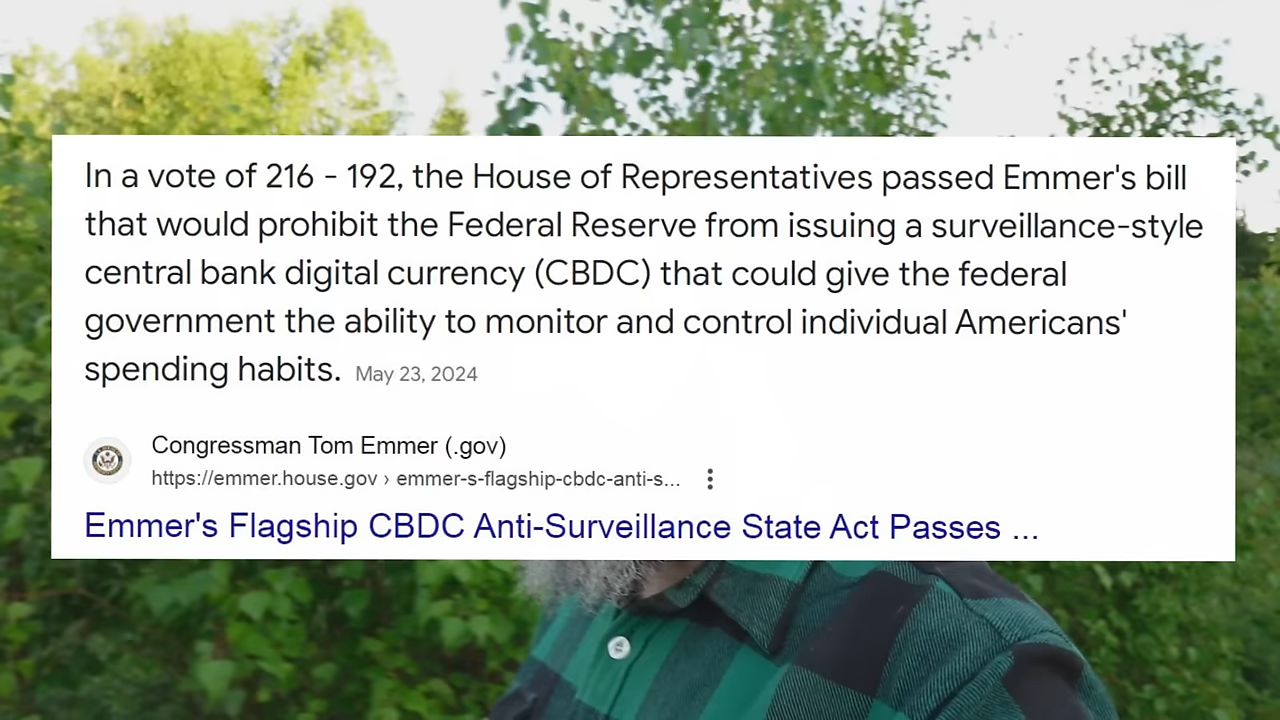 In a vote of 216 - 192, the House of Representatives passed Emmer's bill
that would prohibit the Federal Reserve from issuing a surveillance-style
central bank digital currency (CBDC) that could give the federal
government the ability to monitor and control individual Americans'
spending habits. May 23, 2024
Congressman Tom Emmer (.gov)
https://emmer.house.gov › emmer-s-flagship-cbdc-anti-s...
Emmer's Flagship CBDC Anti-Surveillance State Act Passes ...